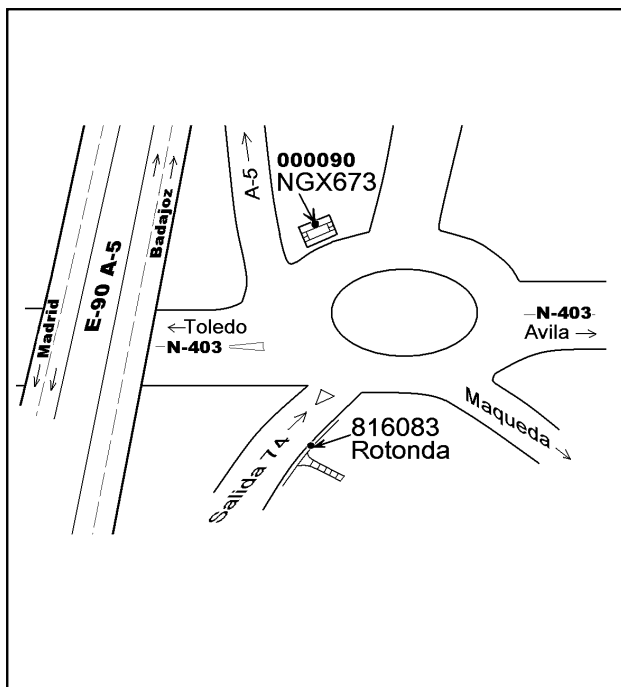 000090
NGX673
A-5
Badajoz
E-90 A-5
Madrid
←Toledo
N-403
N-403
Avila →
Maqueda
816083
Rotonda
Salida 74